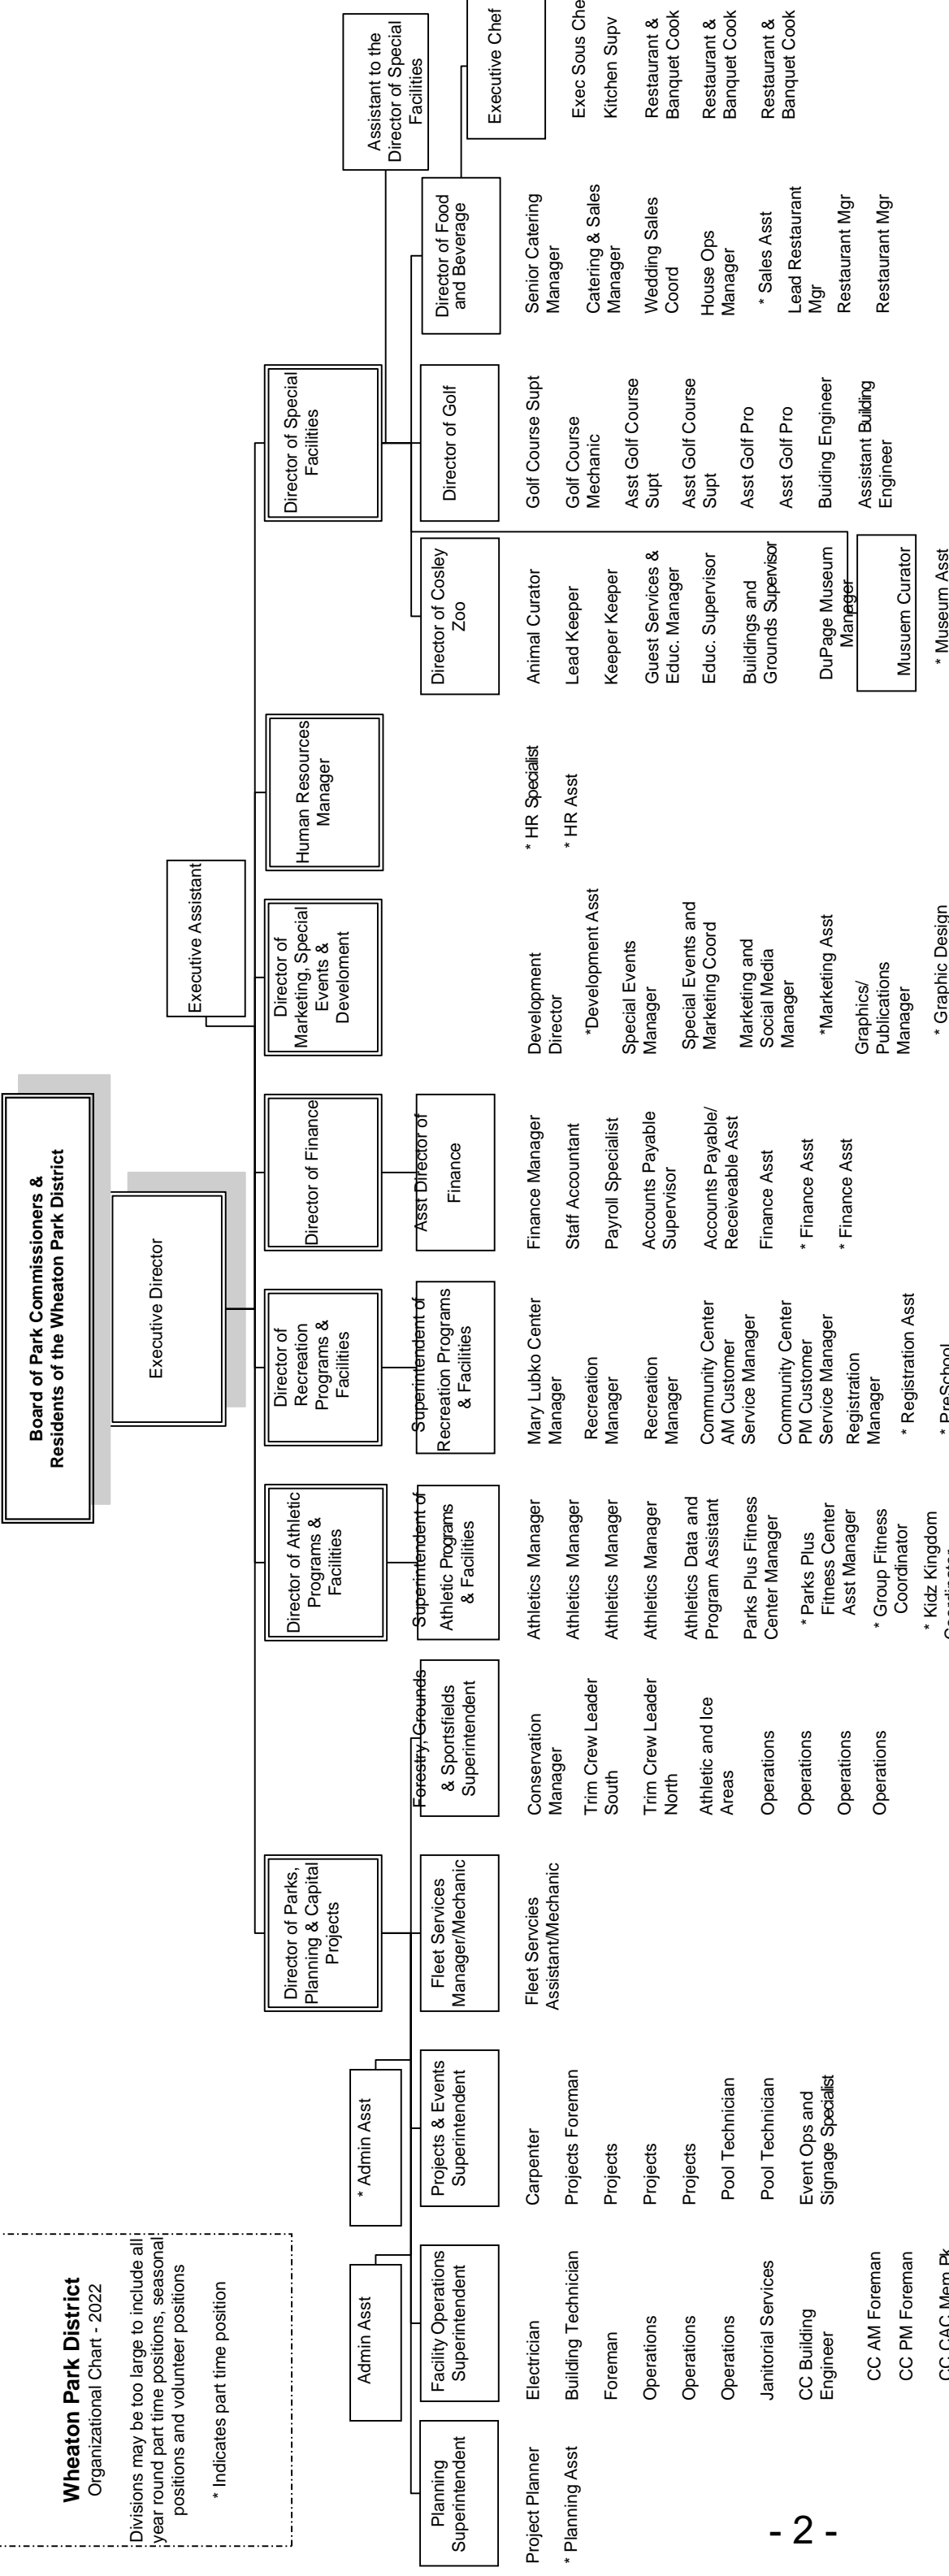 Wheaton Park District
Organizational Chart - 2022
Divisions may be too large to include all
year round part time positions, seasonal
positions and volunteer positions
* Indicates part time position
Board of Park Commissioners &
Residents of the Wheaton Park District
Executive Director
Executive Assistant
Director of Parks,
Planning & Capital
Projects
Director of Athletic
Programs &
Facilities
Director of
Recreation
Programs &
Facilities
Director of Finance
Director of
Marketing, Special
Events &
Develoment
Human Resources
Manager
Director of Special
Facilities
Admin Asst
* Admin Asst
Assistant to the
Director of Special
Facilities
Planning
Superintendent
Project Planner
* Planning Asst
Facility Operations
Superintendent
Electrician
Building Technician
Foreman
Operations
Operations
Operations
Janitorial Services
CC Building
Engineer
CC AM Foreman
CC PM Foreman
CC CAC Mem Pk
Projects & Events
Superintendent
Carpenter
Projects Foreman
Projects
Projects
Projects
Pool Technician
Pool Technician
Event Ops and
Signage Specialist
Fleet Services
Manager/Mechanic
Fleet Servcies
Assistant/Mechanic
Forestry, Grounds
& Sportsfields
Superintendent
Conservation
Manager
Trim Crew Leader
South
Trim Crew Leader
North
Athletic and Ice
Areas
Operations
Operations
Operations
Operations
Superintendent of
Athletic Programs
& Facilities
Athletics Manager
Athletics Manager
Athletics Manager
Athletics Manager
Athletics Data and
Program Assistant
Parks Plus Fitness
Center Manager
* Parks Plus
Fitness Center
Asst Manager
* Group Fitness
Coordinator
* Kidz Kingdom
Superintendent of
Recreation Programs
& Facilities
Mary Lubko Center
Manager
Recreation
Manager
Recreation
Manager
Community Center
AM Customer
Service Manager
Community Center
PM Customer
Service Manager
Registration
Manager
* Registration Asst
* PreSchool
Asst Director of
Finance
Finance Manager
Staff Accountant
Payroll Specialist
Accounts Payable
Supervisor
Accounts Payable/
Receiveable Asst
Finance Asst
* Finance Asst
* Finance Asst
Development
Director
*Development Asst
Special Events
Manager
Special Events and
Marketing Coord
Marketing and
Social Media
Manager
*Marketing Asst
Graphics/
Publications
Manager
* Graphic Design
* HR Specialist
* HR Asst
Director of Cosley
Zoo
Animal Curator
Lead Keeper
Keeper Keeper
Guest Services &
Educ. Manager
Educ. Supervisor
Buildings and
Grounds Supervisor
DuPage Museum
Manager
Musuem Curator
* Museum Asst
Director of Golf
Golf Course Supt
Golf Course
Mechanic
Asst Golf Course
Supt
Asst Golf Course
Supt
Asst Golf Pro
Asst Golf Pro
Buiding Engineer
Assistant Building
Engineer
Director of Food
and Beverage
Senior Catering
Manager
Catering & Sales
Manager
Wedding Sales
Coord
House Ops
Manager
* Sales Asst
Lead Restaurant
Mgr
Restaurant Mgr
Restaurant Mgr
Executive Chef
Exec Sous Che
Kitchen Supv
Restaurant &
Banquet Cook
Restaurant &
Banquet Cook
Restaurant &
Banquet Cook
- 2 -